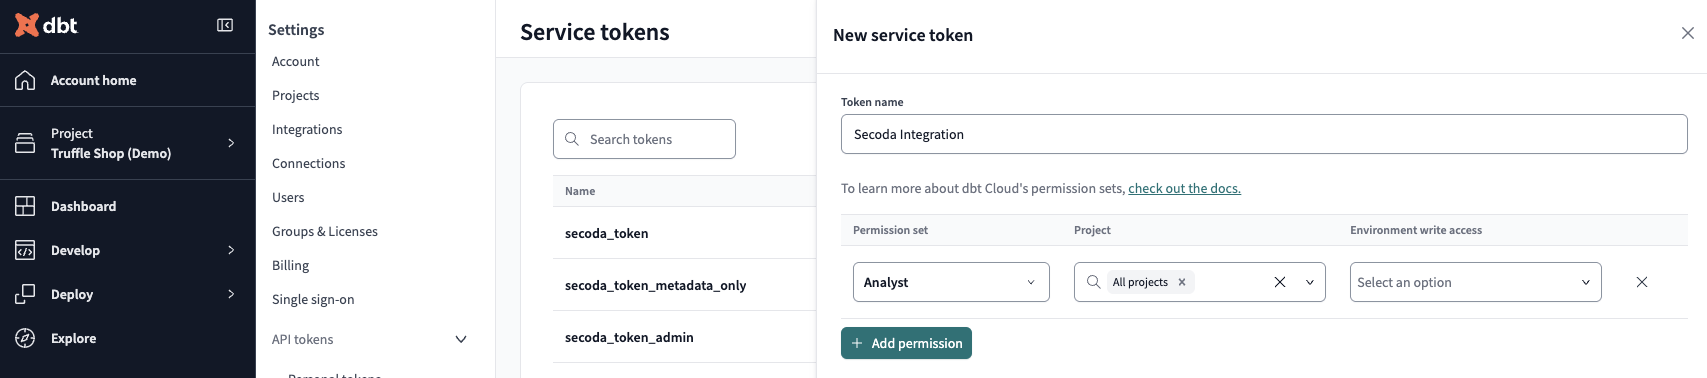 dbt
Account home
Project
Truffle Shop (Demo)
Dashboard
Develop
Deploy
Explore
Settings
Account
Projects
Integrations
Connections
Users
Groups & Licenses
Billing
Single sign-on
API tokens
Personal tokens
Service tokens
Search tokens
Name
secoda_token
secoda_token_metadata_only
secoda_token_admin
New service token
Token name
Secoda Integration
To learn more about dbt Cloud's permission sets, check out the docs.
Permission set Project Environment write access
Analyst All projects Select an option
Add permission